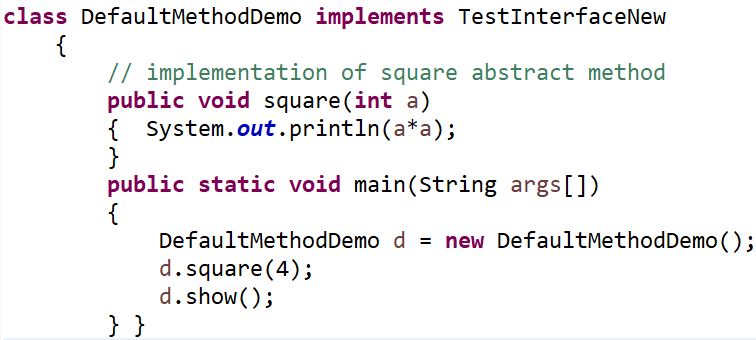 class DefaultMethodDemo implements TestInterfaceNew
{
// implementation of square abstract method
public void square(int a)
{ System.out.println(a*a);
}
public static void main(String args[])
{
DefaultMethodDemo d = new DefaultMethodDemo();
d.square(4);
d.show();
} }